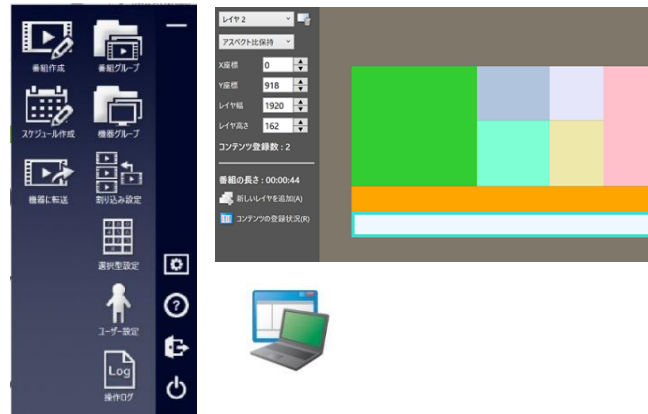 番組作成
番組グループ
スケジュール作成
機器グループ
機器に転送
割り込み設定
選択型設定
ユーザー設定
Log
操作ログ
レイヤ 2
アスペクト比保持
X座標 0
Y座標 918
レイヤ幅 1920
レイヤ高さ 162
コンテンツ登録数 : 2
番組の長さ : 00:00:44
新しいレイヤを追加(A)
コンテンツの登録状況(R)